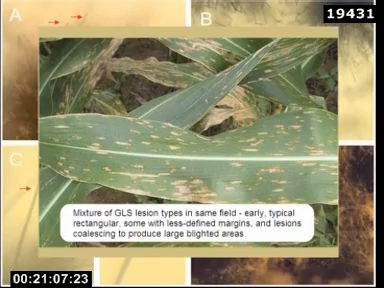 A
B
19431
Mixture of GLS lesion types in same field - early, typical
rectangular, some with less-defined margins, and lesions
coalescing to produce large blighted areas
C
00:21:07:23